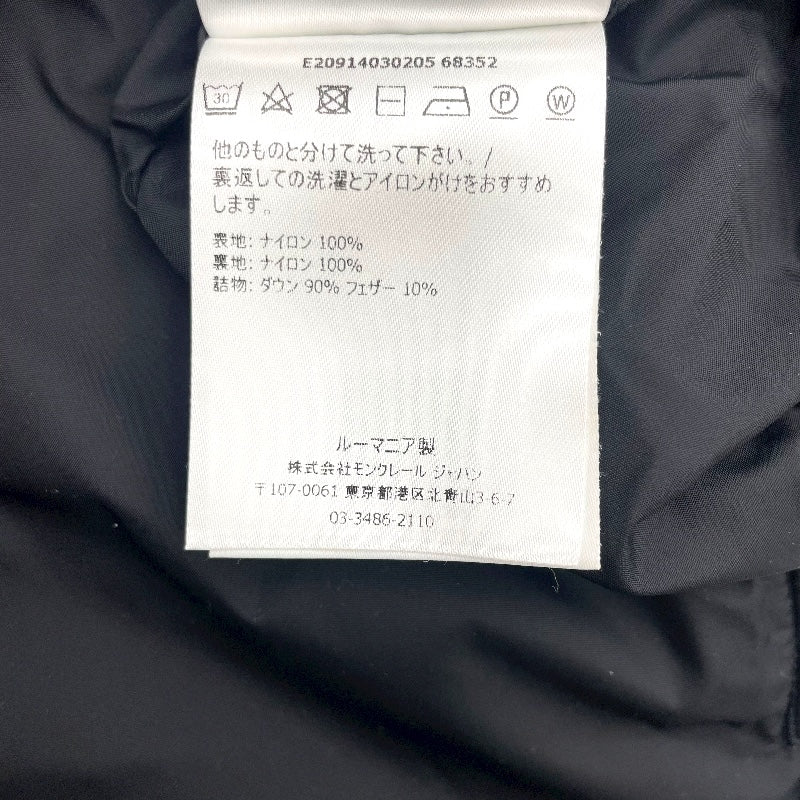 E20914030205 68352
30 P W
他のものと分けて洗って下さい。/
裏返しての洗濯とアイロンがけをおすすめ
します。
表地: ナイロン 100%
裏地: ナイロン 100%
詰物: ダウン 90% フェザー 10%
ルーマニア製
株式会社モンクレール ジャパン
〒107-0061 東京都港区北青山3-6-7
03-3486-2110